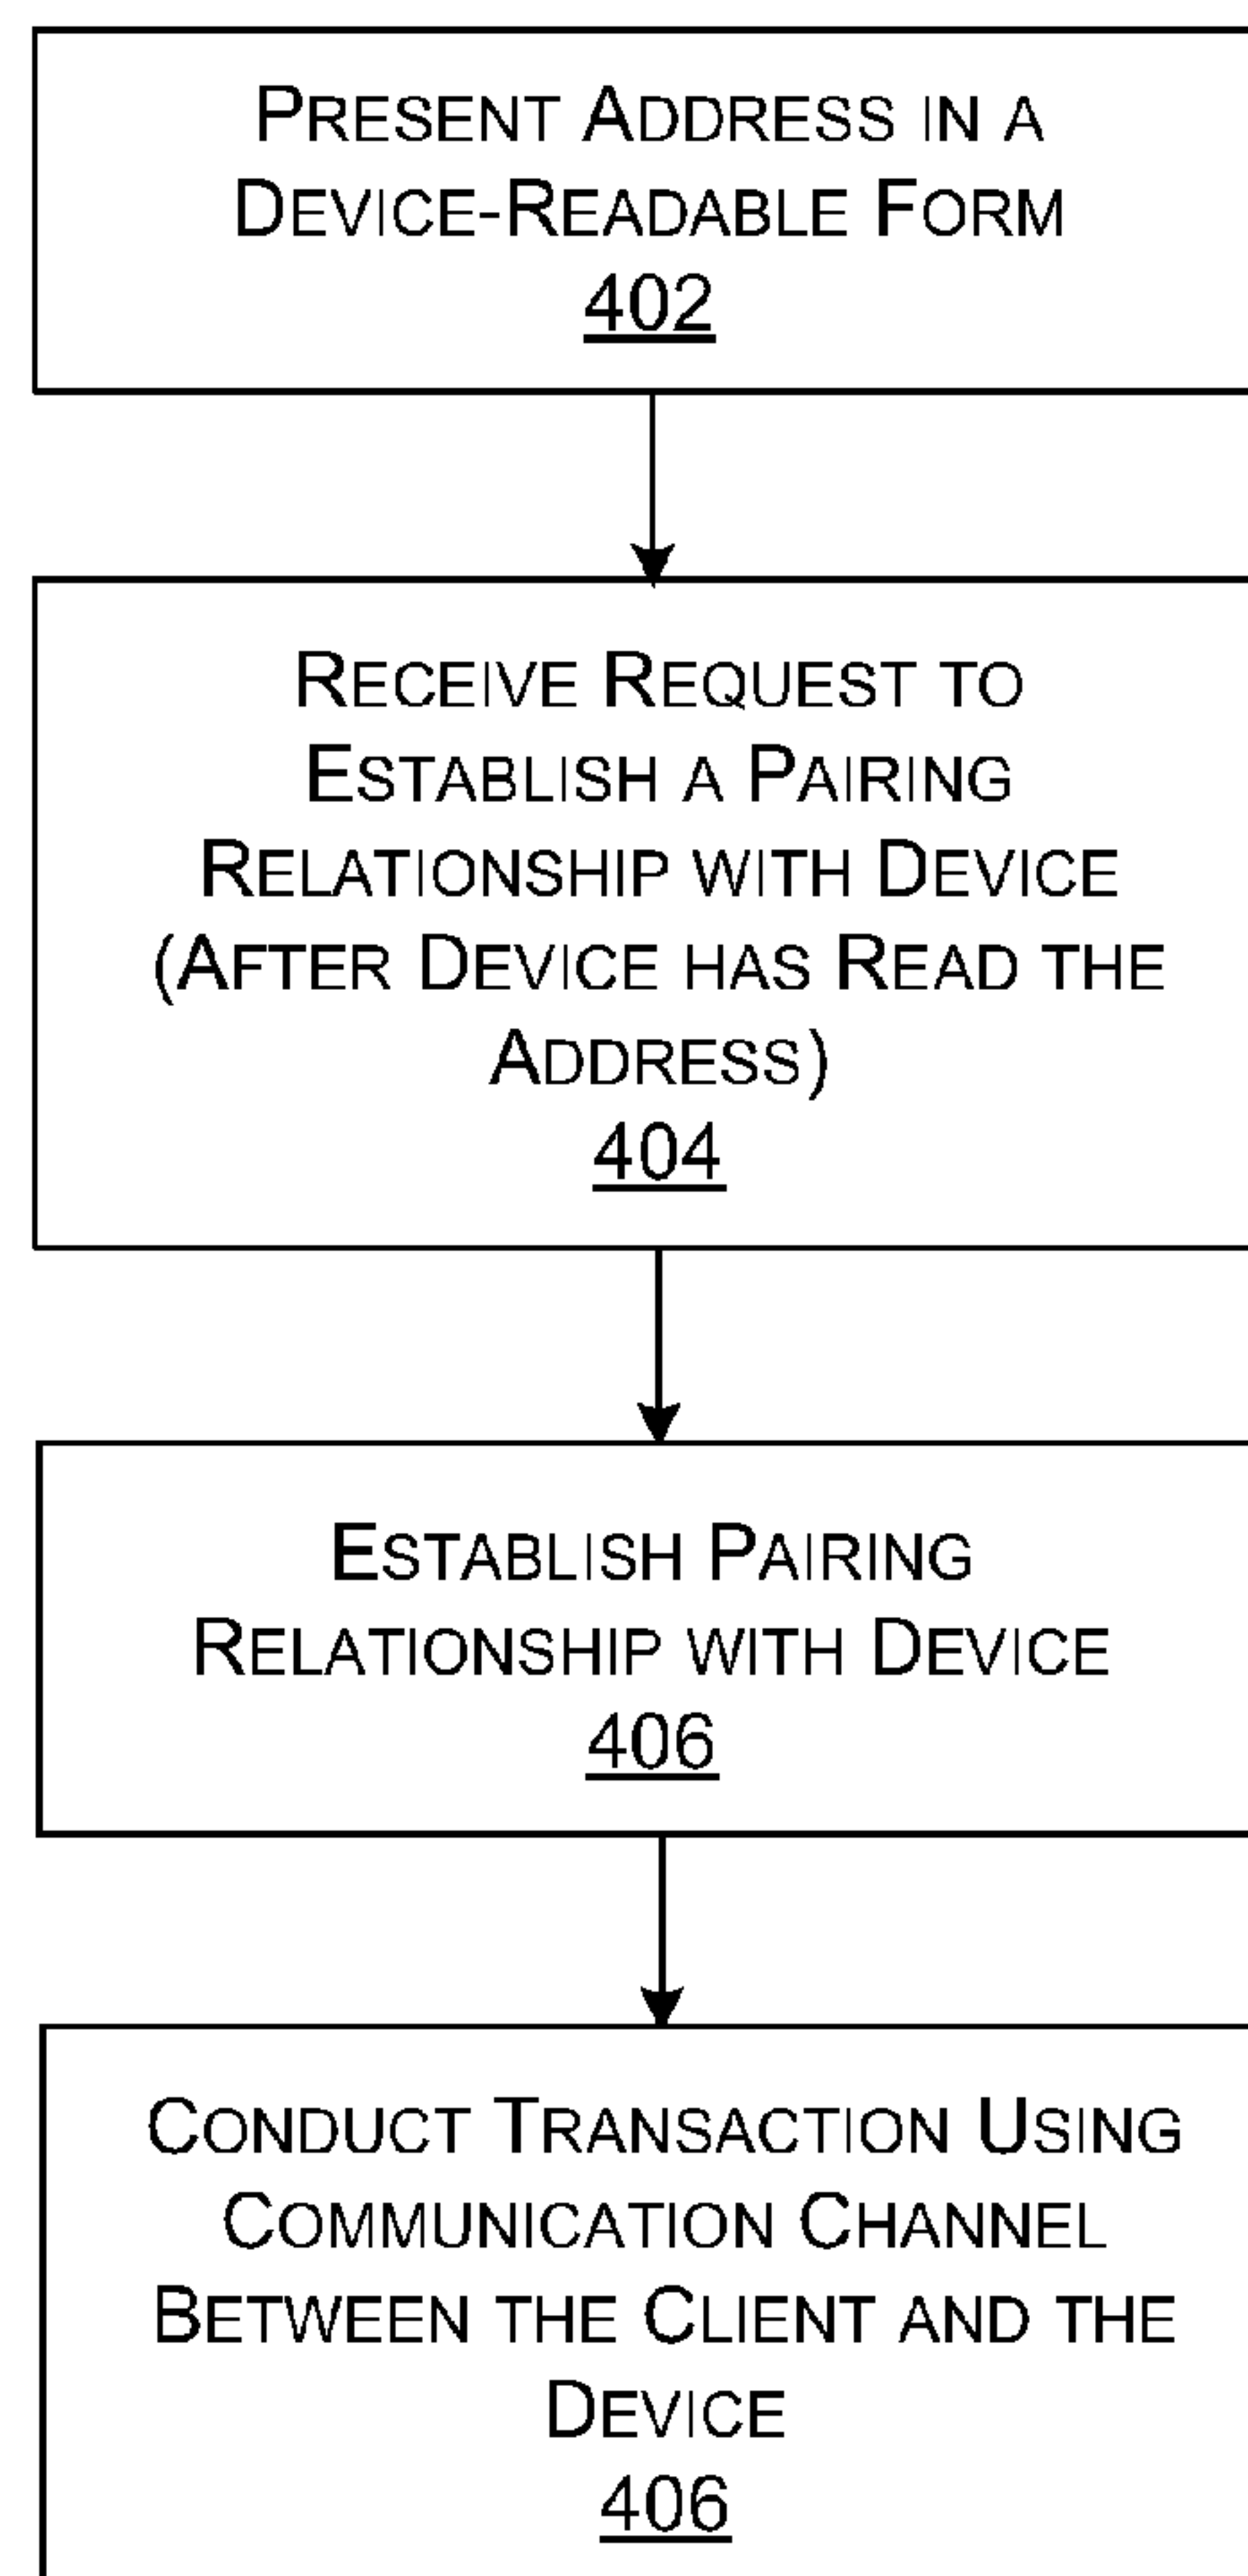 PRESENT ADDRESS IN A
DEVICE-READABLE FORM
402
RECEIVE REQUEST TO
ESTABLISH A PAIRING
RELATIONSHIP WITH DEVICE
(AFTER DEVICE HAS READ THE
ADDRESS)
404
ESTABLISH PAIRING
RELATIONSHIP WITH DEVICE
406
CONDUCT TRANSACTION USING
COMMUNICATION CHANNEL
BETWEEN THE CLIENT AND THE
DEVICE
406